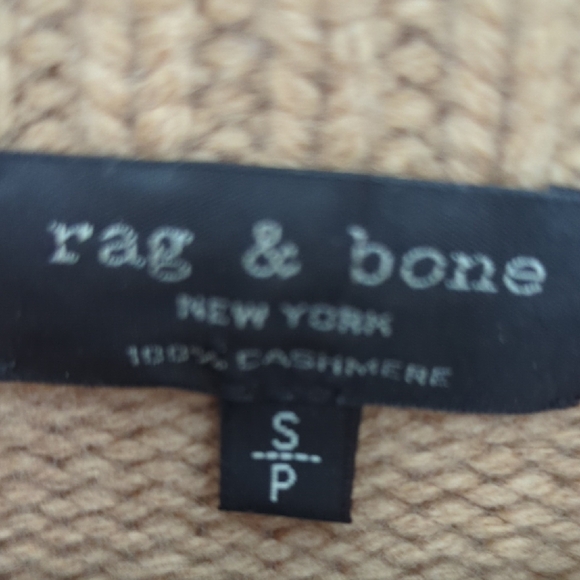 rag & bone
NEW YORK
100% CASHMERE
S
P